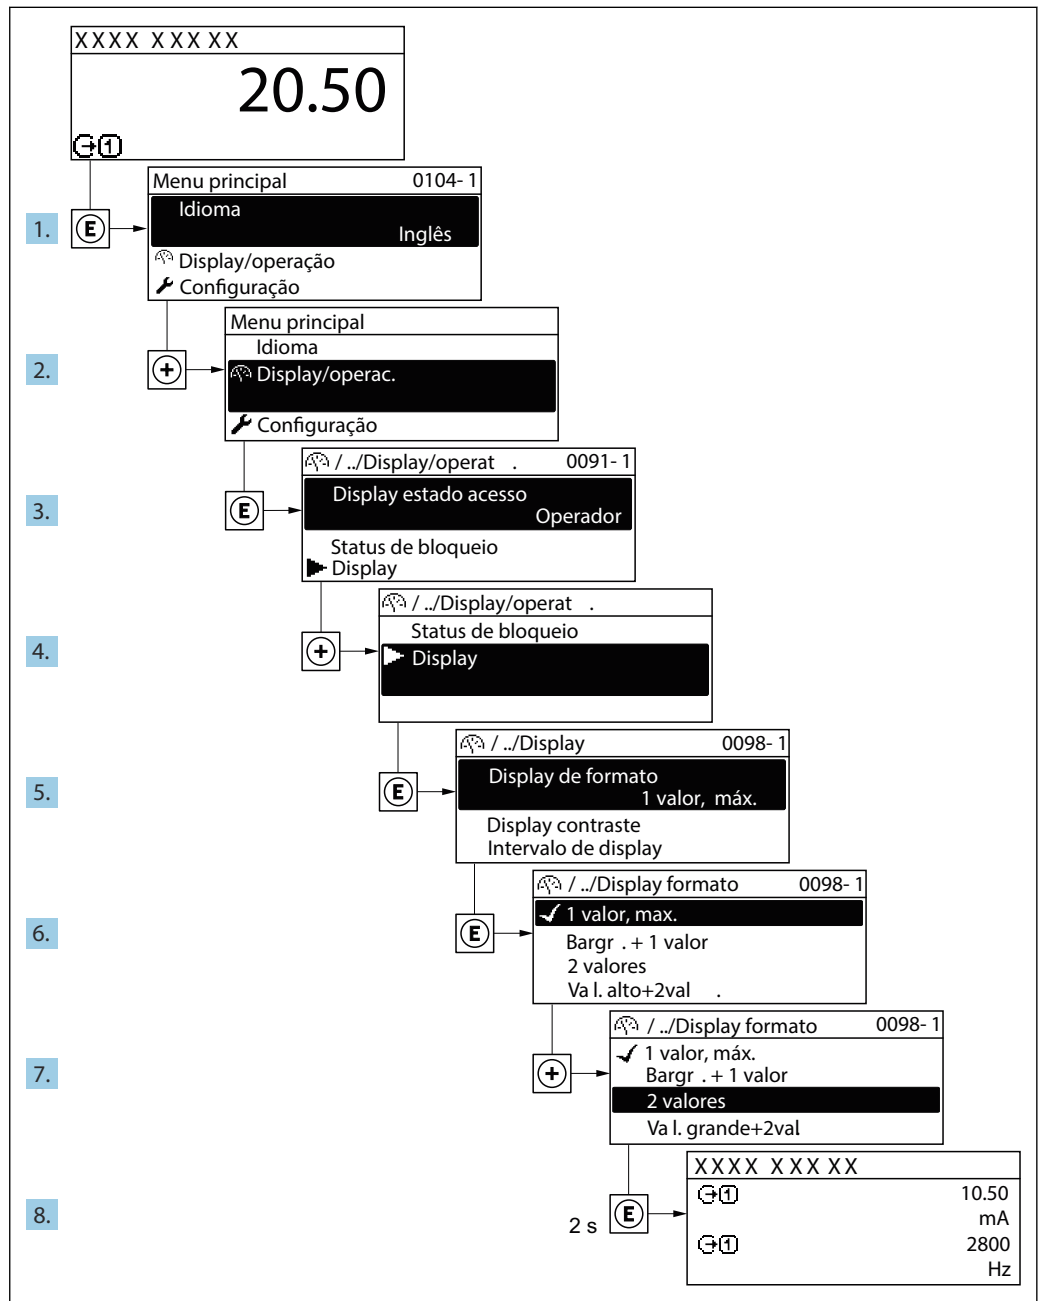 XXXX XXX XX
20.50
1
Menu principal 0104-1
Idioma
Inglês
Display/operação
Configuração
1. E
Menu principal
Idioma
Display/operac.
Configuração
2. +
/ ../Display/operat . 0091-1
Display estado acesso
Operador
Status de bloqueio
Display
3. E
/ ../Display/operat .
Status de bloqueio
Display
4. +
/ ../Display 0098-1
Display de formato
1 valor, máx.
Display contraste
Intervalo de display
5. E
/ ../Display formato 0098-1
1 valor, max.
Bargr . + 1 valor
2 valores
Va l. alto+2val .
6. E
/ ../Display formato 0098-1
1 valor, máx.
Bargr . + 1 valor
2 valores
Va l. grande+2val.
7. +
XXXX XXX XX
1 10.50
mA
1 2800
Hz
8. 2 s E